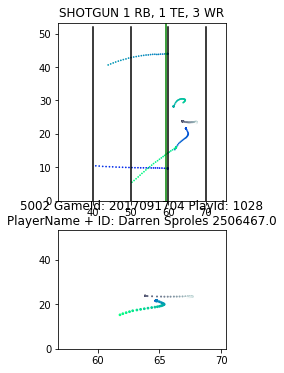 SHOTGUN 1 RB, 1 TE, 3 WR
50
40
30
20
10
0
40 50 60 70
5002 GameId: 2017091704 PlayId: 1028
PlayerName + ID: Darren Sproles 2506467.0
40
20
0
60 65 70